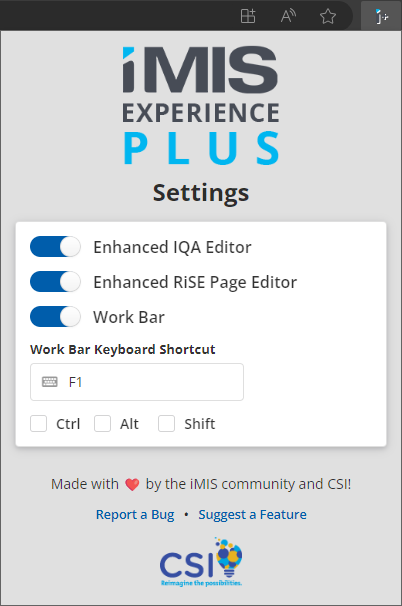 iMIS
EXPERIENCE
PLUS
Settings
Enhanced IQA Editor
Enhanced RiSE Page Editor
Work Bar
Work Bar Keyboard Shortcut
F1
Ctrl Alt Shift
Made with ❤ by the iMIS community and CSI!
Report a Bug • Suggest a Feature
CSI
Reimagine the possibilities.